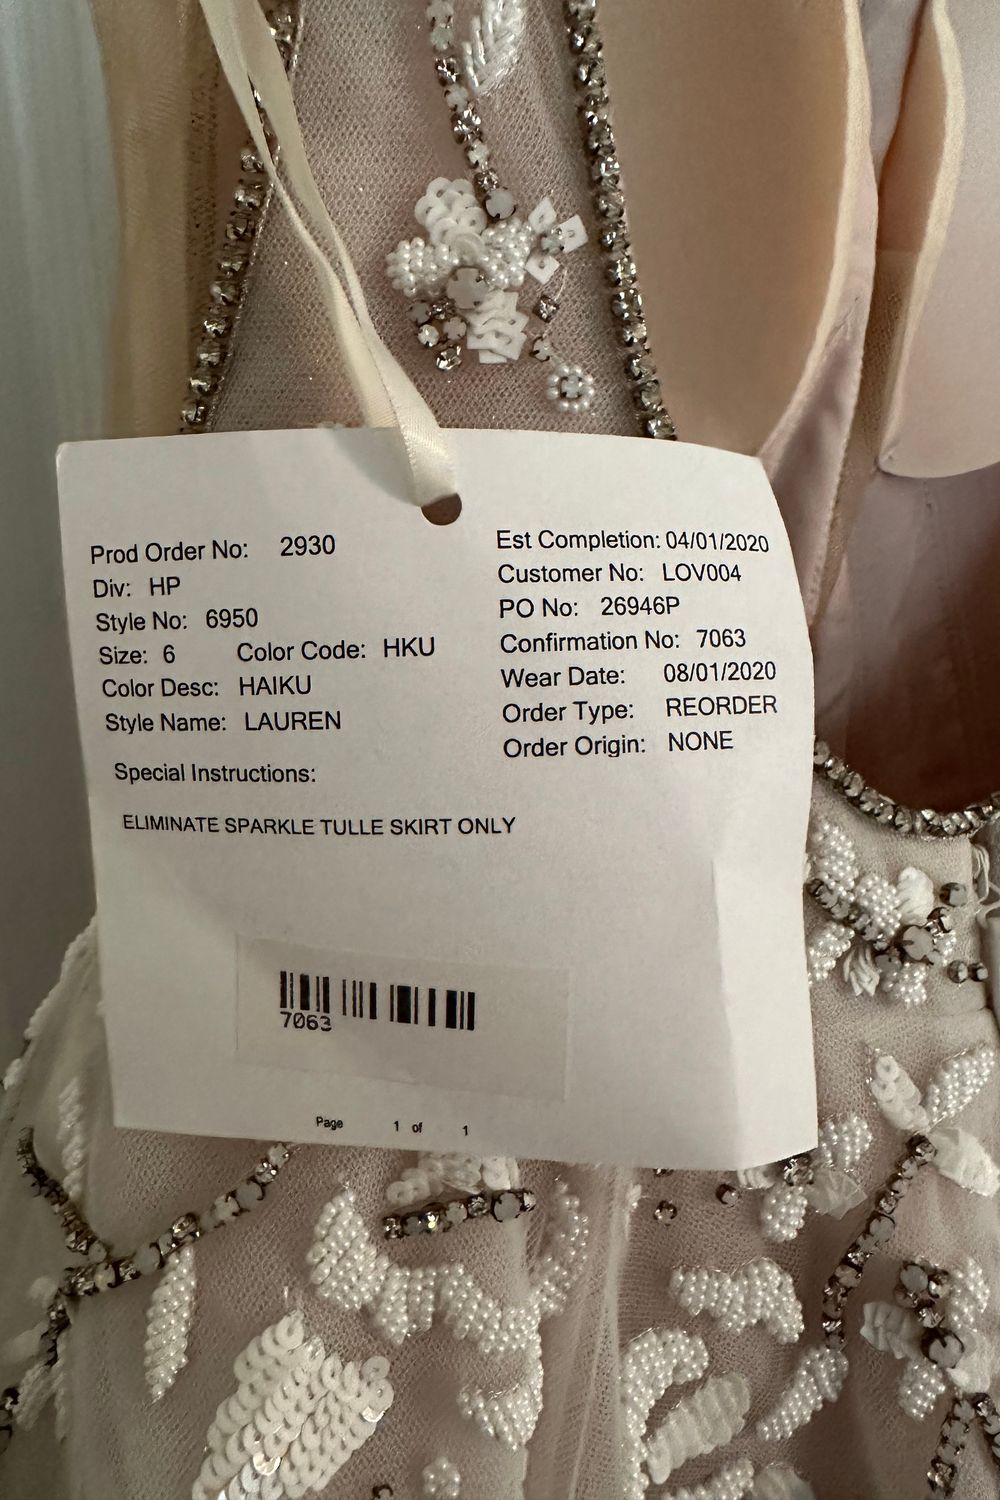 Prod Order No: 2930
Div: HP
Style No: 6950
Size: 6 Color Code: HKU
Color Desc: HAIKU
Style Name: LAUREN
Est Completion: 04/01/2020
Customer No: LOV004
PO No: 26946P
Confirmation No: 7063
Wear Date: 08/01/2020
Order Type: REORDER
Order Origin: NONE
Special Instructions:
ELIMINATE SPARKLE TULLE SKIRT ONLY
7063
Page 1 of 1